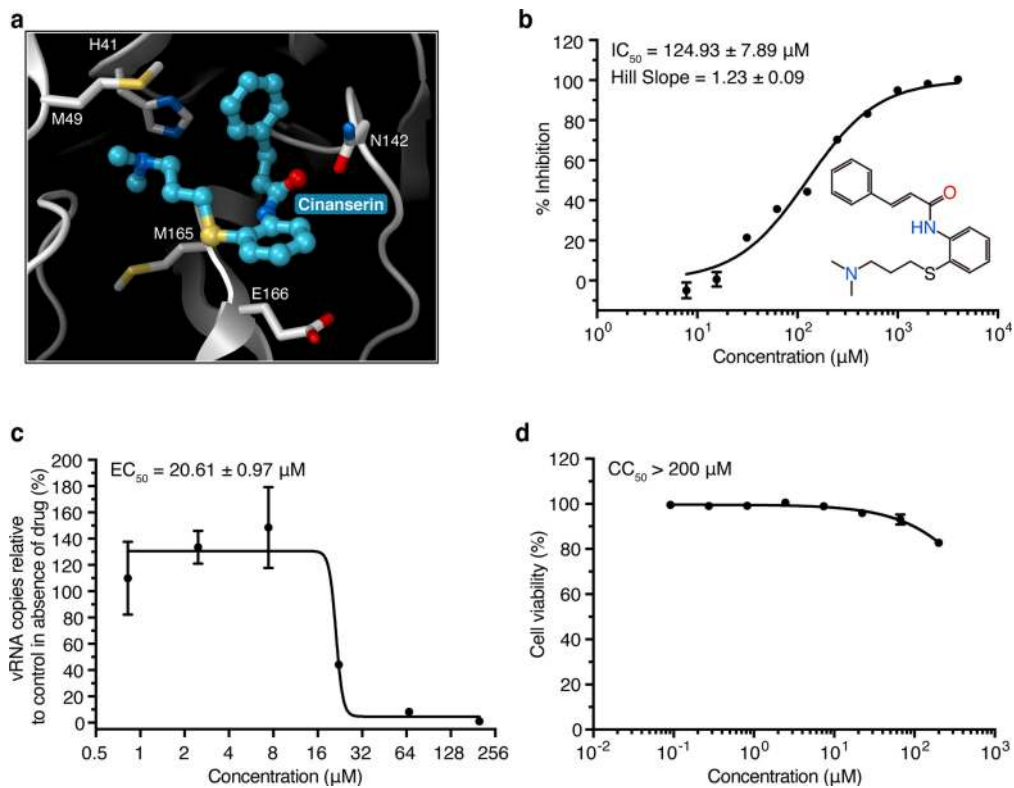 a
H41
M49
N142
Cinanserin
M165
E166
b
IC50 = 124.93 ± 7.89 μM
Hill Slope = 1.23 ± 0.09
% Inhibition
120
100
80
60
40
20
0
O
HN
N
S
10^0 10^1 10^2 10^3 10^4
Concentration (μM)
c
EC50 = 20.61 ± 0.97 μM
vRNA copies relative
to control in absence of drug (%)
200
180
160
140
120
100
80
60
40
20
0
0.5 1 2 4 8 16 32 64 128 256
Concentration (μM)
d
CC50 > 200 μM
Cell viability (%)
120
100
80
60
40
20
0
10^-2 10^-1 10^0 10^1 10^2 10^3
Concentration (μM)